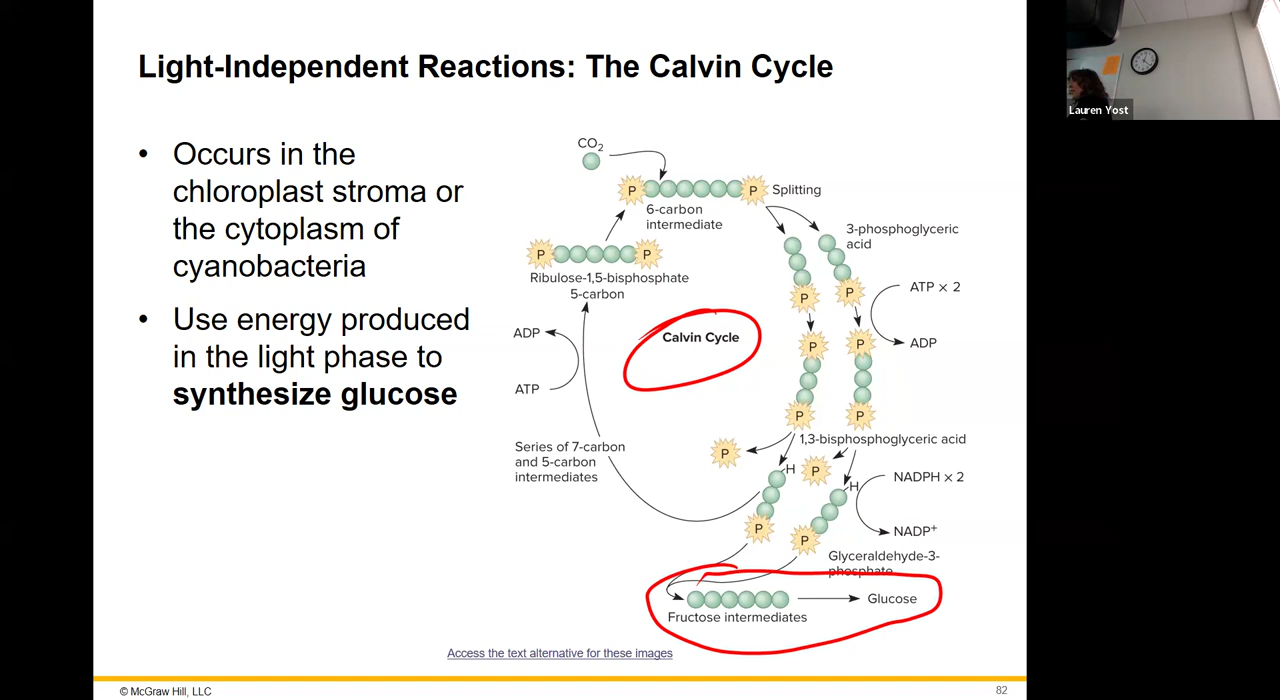 Light-Independent Reactions: The Calvin Cycle
• Occurs in the
chloroplast stroma or
the cytoplasm of
cyanobacteria
• Use energy produced
in the light phase to
synthesize glucose
CO2
P
P
Splitting
6-carbon
intermediate
3-phosphoglyceric
acid
P
P
Ribulose-1,5-bisphosphate
5-carbon
P
P
ATP × 2
ADP
Calvin Cycle
P
P
ADP
ATP
P
P
1,3-bisphosphoglyceric acid
Series of 7-carbon
and 5-carbon
intermediates
P
H
P
H
NADPH × 2
NADP+
P
P
Glyceraldehyde-3-
phosphate
Fructose intermediates
Glucose
Access the text alternative for these images
© McGraw Hill, LLC
82
Lauren Yost